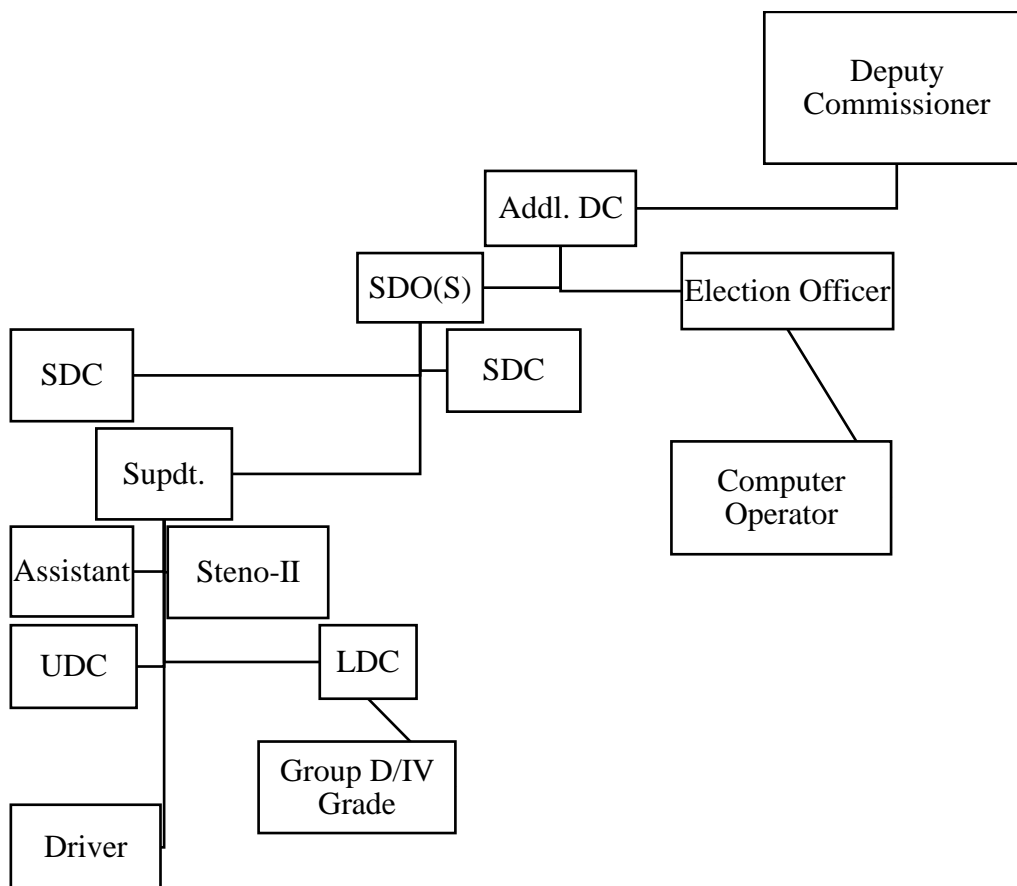 Deputy
Commissioner
Addl. DC
SDO(S)
Election Officer
SDC
SDC
Supdt.
Computer
Operator
Assistant
Steno-II
UDC
LDC
Group D/IV
Grade
Driver